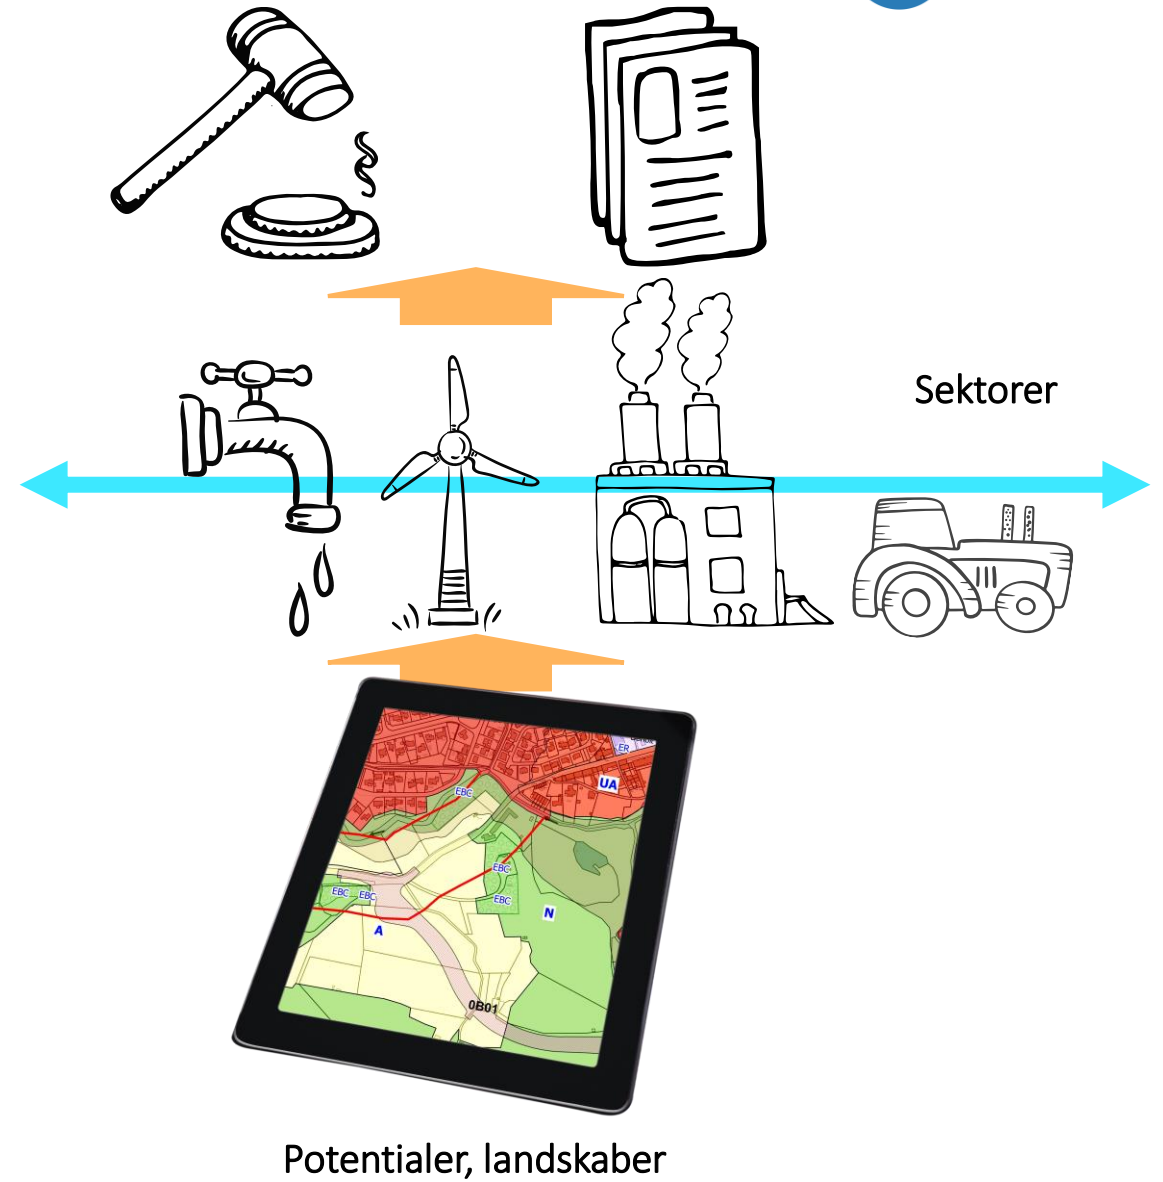 Sektorer
ER
UA
EBC
EBC
EBC EBC
EBC
N
A
0B01
Potentialer, landskaber